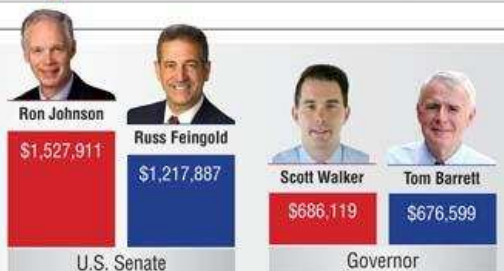 Ron Johnson
Russ Feingold
$1,527,911
$1,217,887
U.S. Senate
Scott Walker
Tom Barrett
$686,119
$676,599
Governor